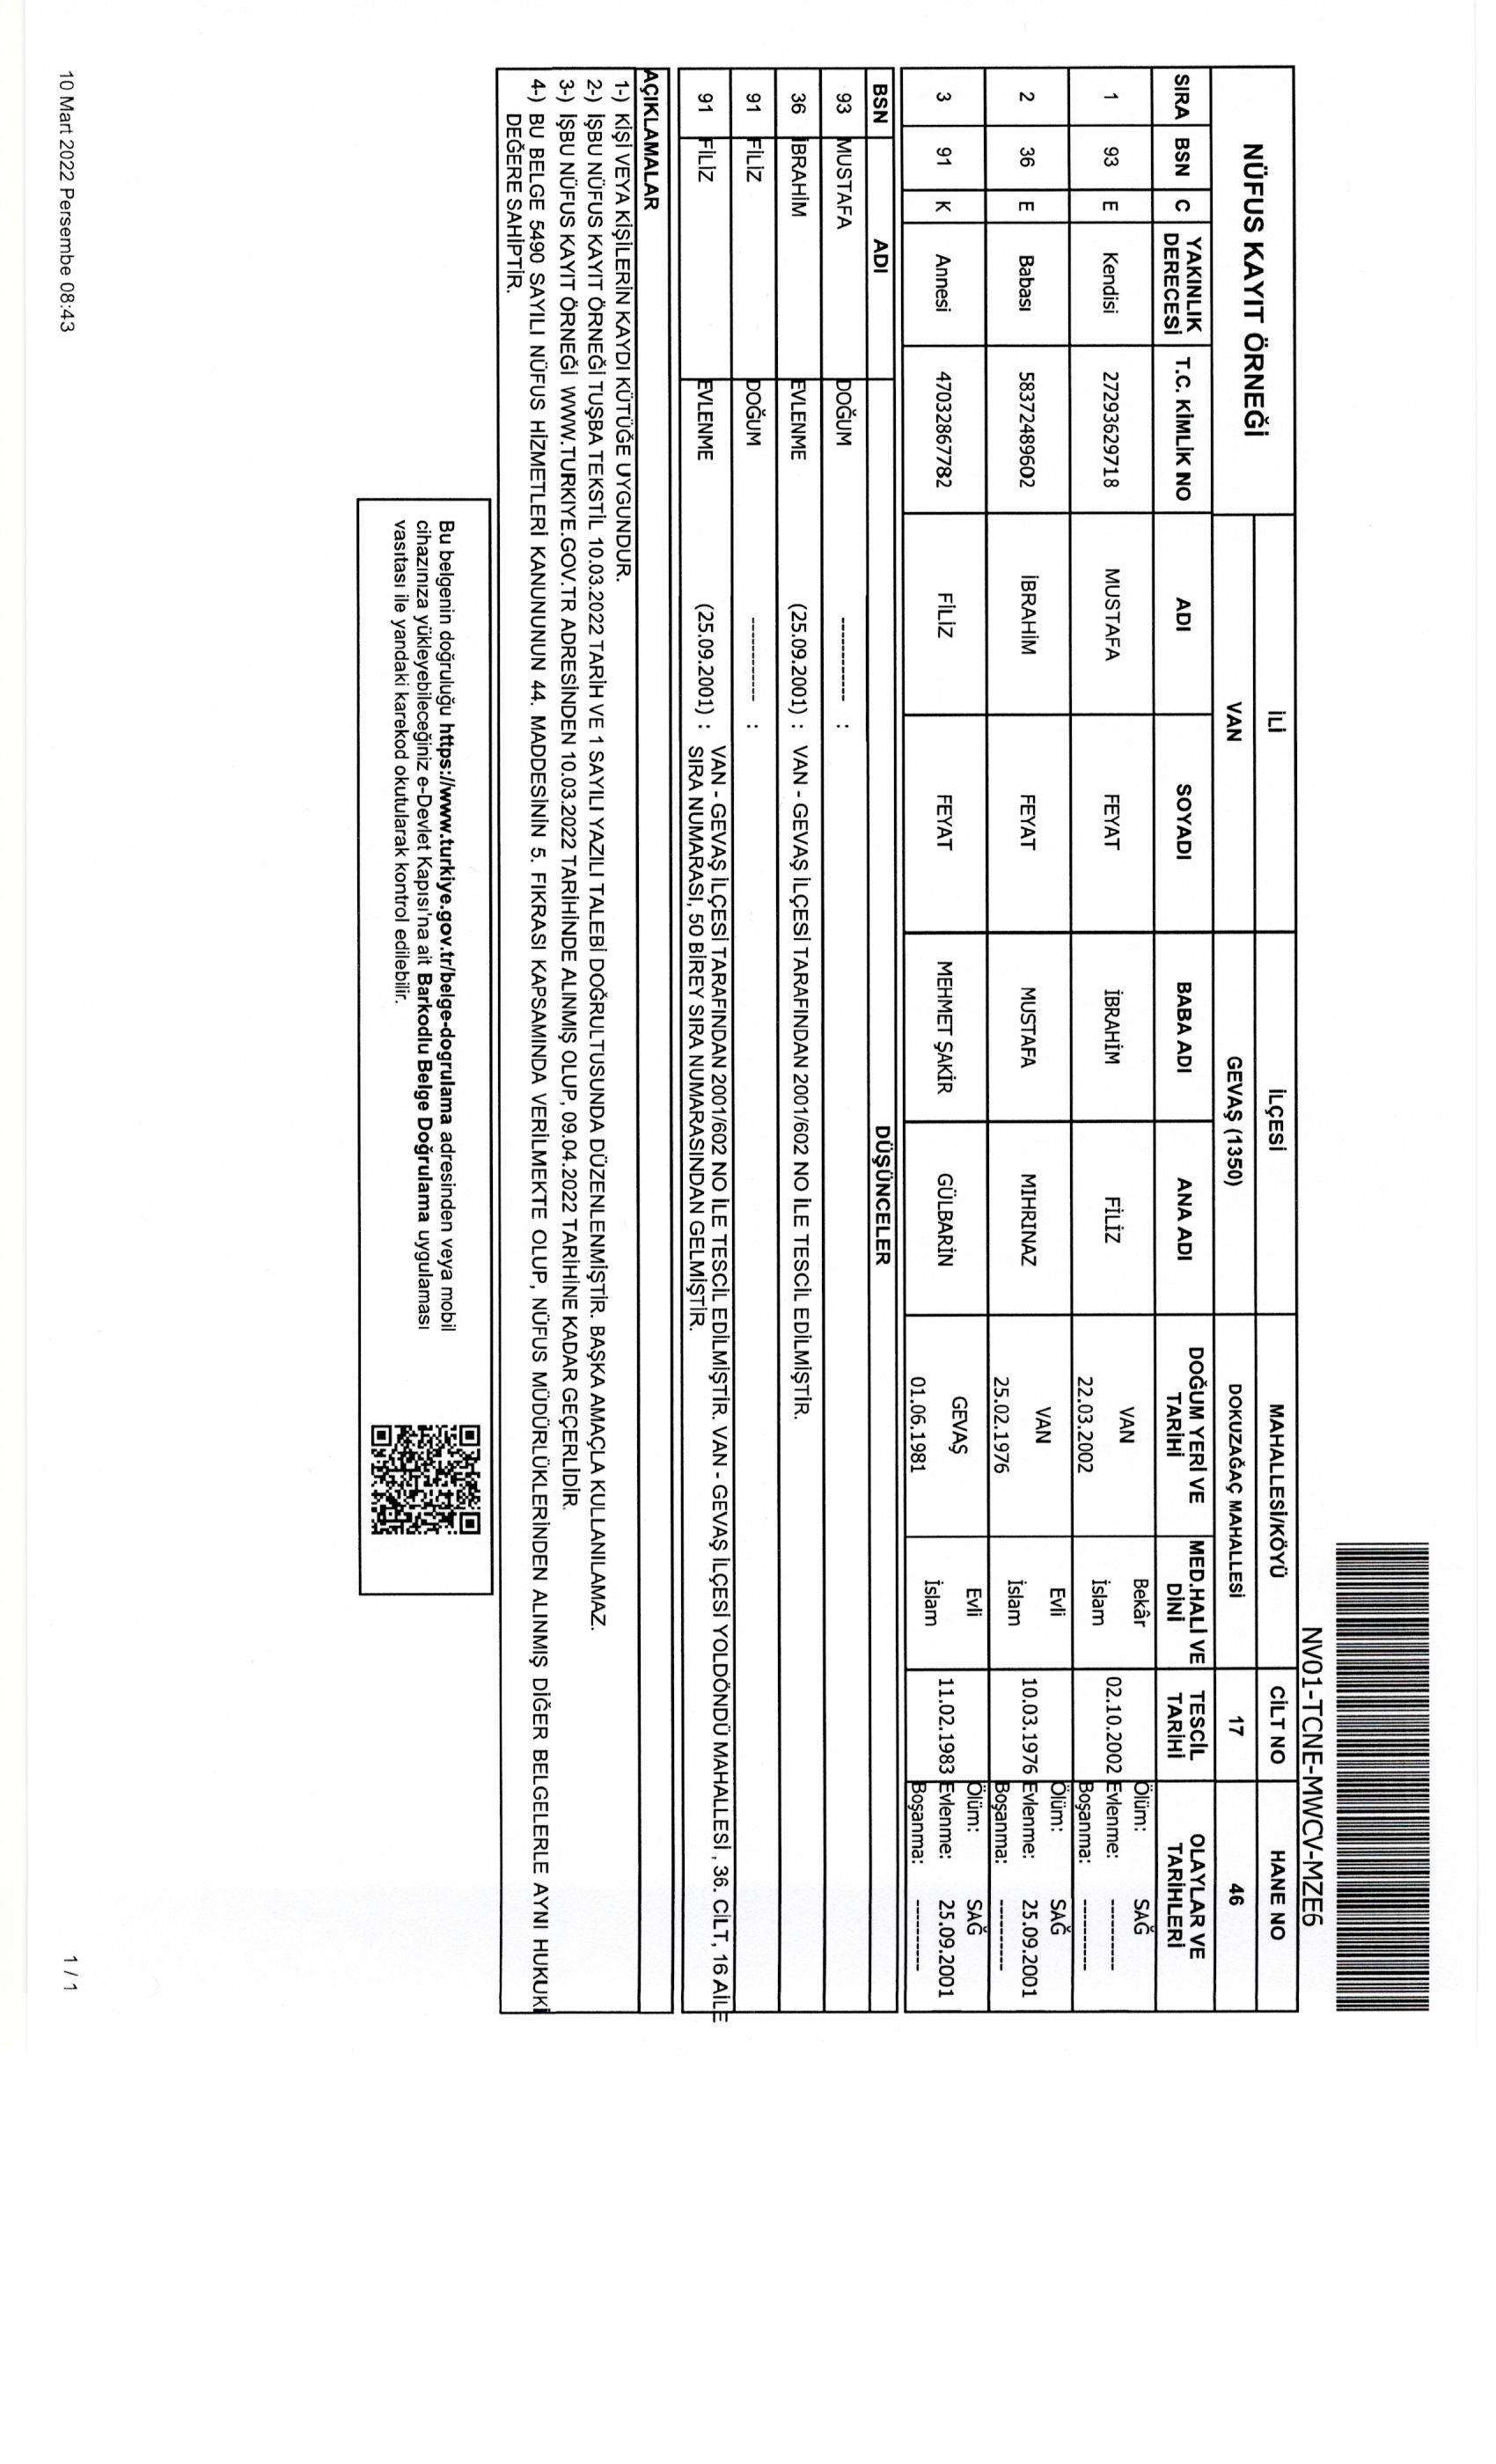 NV01-TCNE-MWCV-MZE6
NÜFUS KAYIT ÖRNEĞİ
İLİ İLÇESİ MAHALLESİ/KÖYÜ CİLT NO HANE NO
VAN GEVAŞ (1350) DOKUZAĞAÇ MAHALLESİ 17 46
SIRA BSN C YAKINLIK DERECESİ T.C. KİMLİK NO ADI SOYADI BABA ADI ANA ADI DOĞUM YERİ VE TARİHİ MED.HALİ VE DİNİ TESCİL TARİHİ OLAYLAR VE TARİHLERİ
1 93 E Kendisi 27293629718 MUSTAFA FEYAT İBRAHİM FİLİZ VAN 22.03.2002 Bekâr İslam 02.10.2002 Ölüm: SAĞ
Evlenme: -----------
Boşanma: -----------
2 36 E Babası 58372489602 İBRAHİM FEYAT MUSTAFA MIHRINAZ VAN 25.02.1976 Evli İslam 10.03.1976 Ölüm: SAĞ
Evlenme: 25.09.2001
Boşanma: -----------
3 91 K Annesi 47032867782 FİLİZ FEYAT MEHMET ŞAKİR GÜLBARİN GEVAŞ 01.06.1981 Evli İslam 11.02.1983 Ölüm: SAĞ
Evlenme: 25.09.2001
Boşanma: -----------
BSN ADI DÜŞÜNCELER
93 MUSTAFA DOĞUM ------------ :
36 İBRAHİM EVLENME (25.09.2001) : VAN - GEVAŞ İLÇESİ TARAFINDAN 2001/602 NO İLE TESCİL EDİLMİŞTİR.
91 FİLİZ DOĞUM ------------ :
91 FİLİZ EVLENME (25.09.2001) : VAN - GEVAŞ İLÇESİ TARAFINDAN 2001/602 NO İLE TESCİL EDİLMİŞTİR. VAN - GEVAŞ İLÇESİ YOLDÖNDÜ MAHALLESİ , 36. CİLT, 16 AİLE
SIRA NUMARASI, 50 BİREY SIRA NUMARASINDAN GELMİŞTİR.
AÇIKLAMALAR
1-) KİŞİ VEYA KİŞİLERİN KAYDI KÜTÜĞE UYGUNDUR.
2-) İŞBU NÜFUS KAYIT ÖRNEĞİ TUŞBA TEKSTİL 10.03.2022 TARİH VE 1 SAYILI YAZILI TALEBİ DOĞRULTUSUNDA DÜZENLENMİŞTİR. BAŞKA AMAÇLA KULLANILAMAZ.
3-) İŞBU NÜFUS KAYIT ÖRNEĞİ WWW.TURKIYE.GOV.TR ADRESİNDEN 10.03.2022 TARİHİNDE ALINMIŞ OLUP, 09.04.2022 TARİHİNE KADAR GEÇERLİDİR.
4-) BU BELGE 5490 SAYILI NÜFUS HİZMETLERİ KANUNUNUN 44. MADDESİNİN 5. FIKRASI KAPSAMINDA VERİLMEKTE OLUP, NÜFUS MÜDÜRLÜKLERİNDEN ALINMIŞ DİĞER BELGELERLE AYNI HUKUKİ
DEĞERE SAHİPTİR.
Bu belgenin doğruluğu https://www.turkiye.gov.tr/belge-dogrulama adresinden veya mobil
cihazınıza yükleyebileceğiniz e-Devlet Kapısı'na ait Barkodlu Belge Doğrulama uygulaması
vasıtası ile yandaki karekod okutularak kontrol edilebilir.
10 Mart 2022 Persembe 08:43
1 / 1